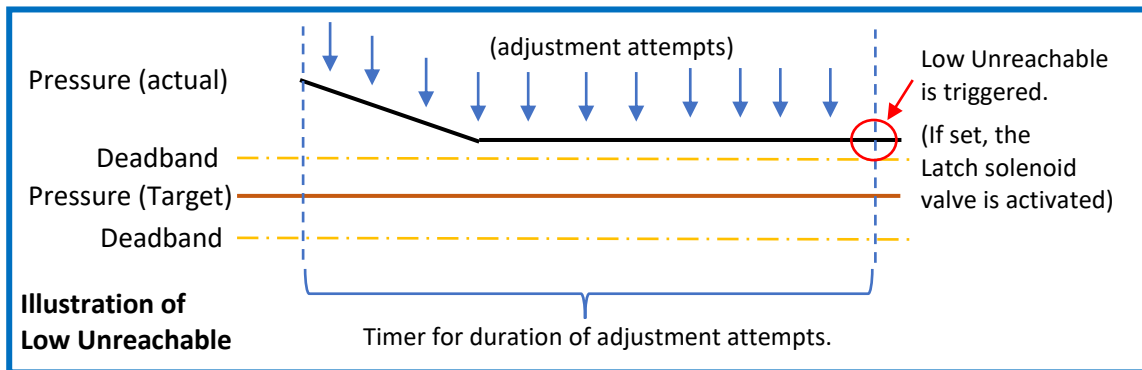 (adjustment attempts)
Low Unreachable
is triggered.
(If set, the
Latch solenoid
valve is activated)
Pressure (actual)
Deadband
Pressure (Target)
Deadband
Illustration of
Low Unreachable
Timer for duration of adjustment attempts.